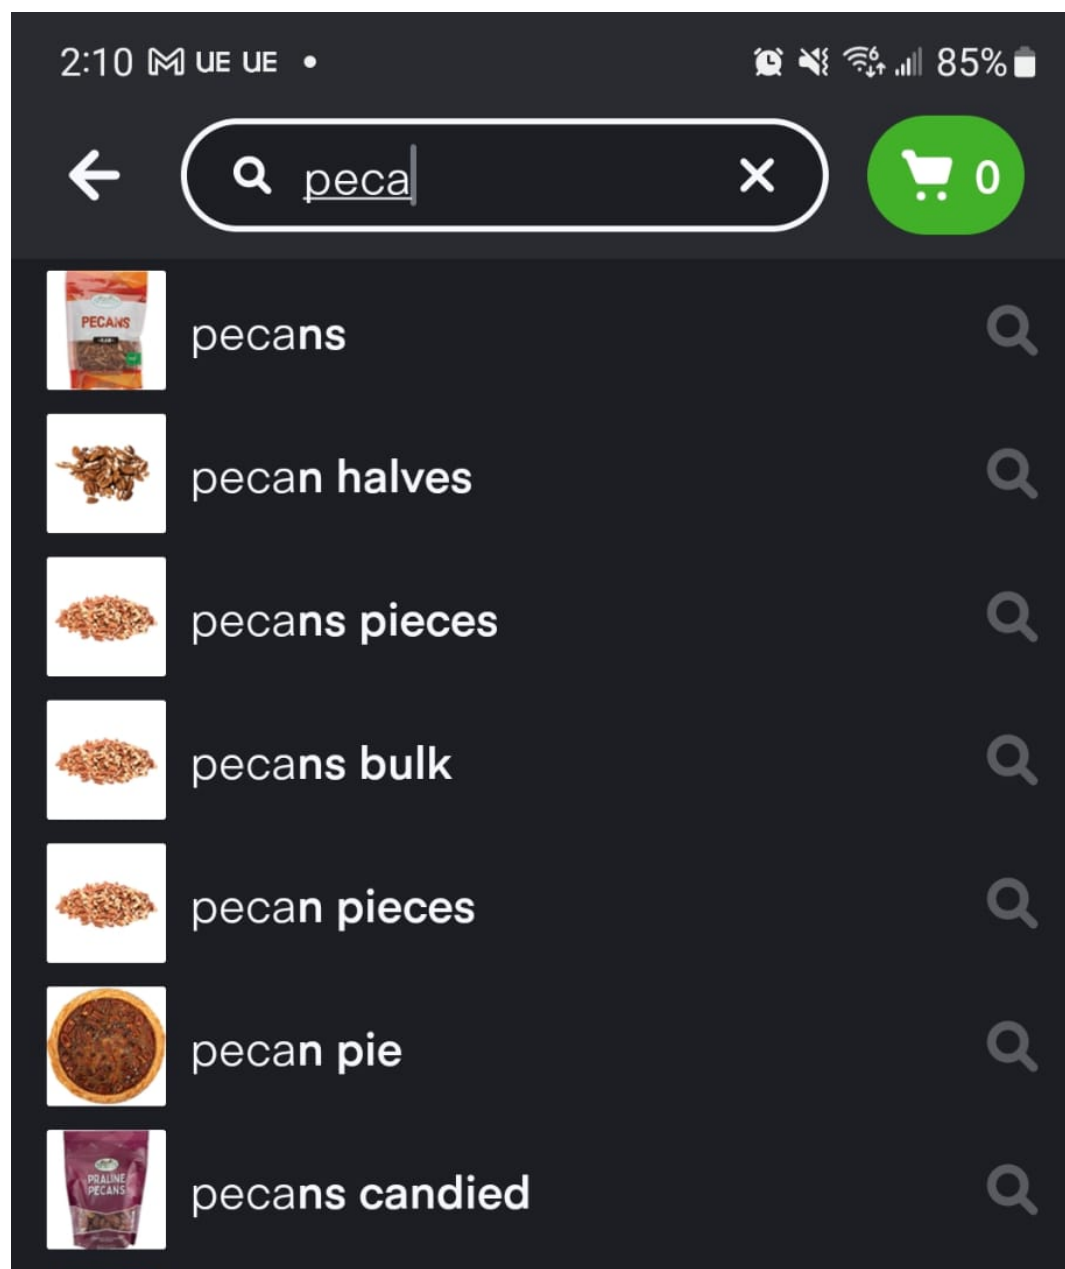 2:10 M UE UE •
85%
peca
0
PECANS
pecans
pecan halves
pecans pieces
pecans bulk
pecan pieces
pecan pie
PRALINE
PECANS
pecans candied